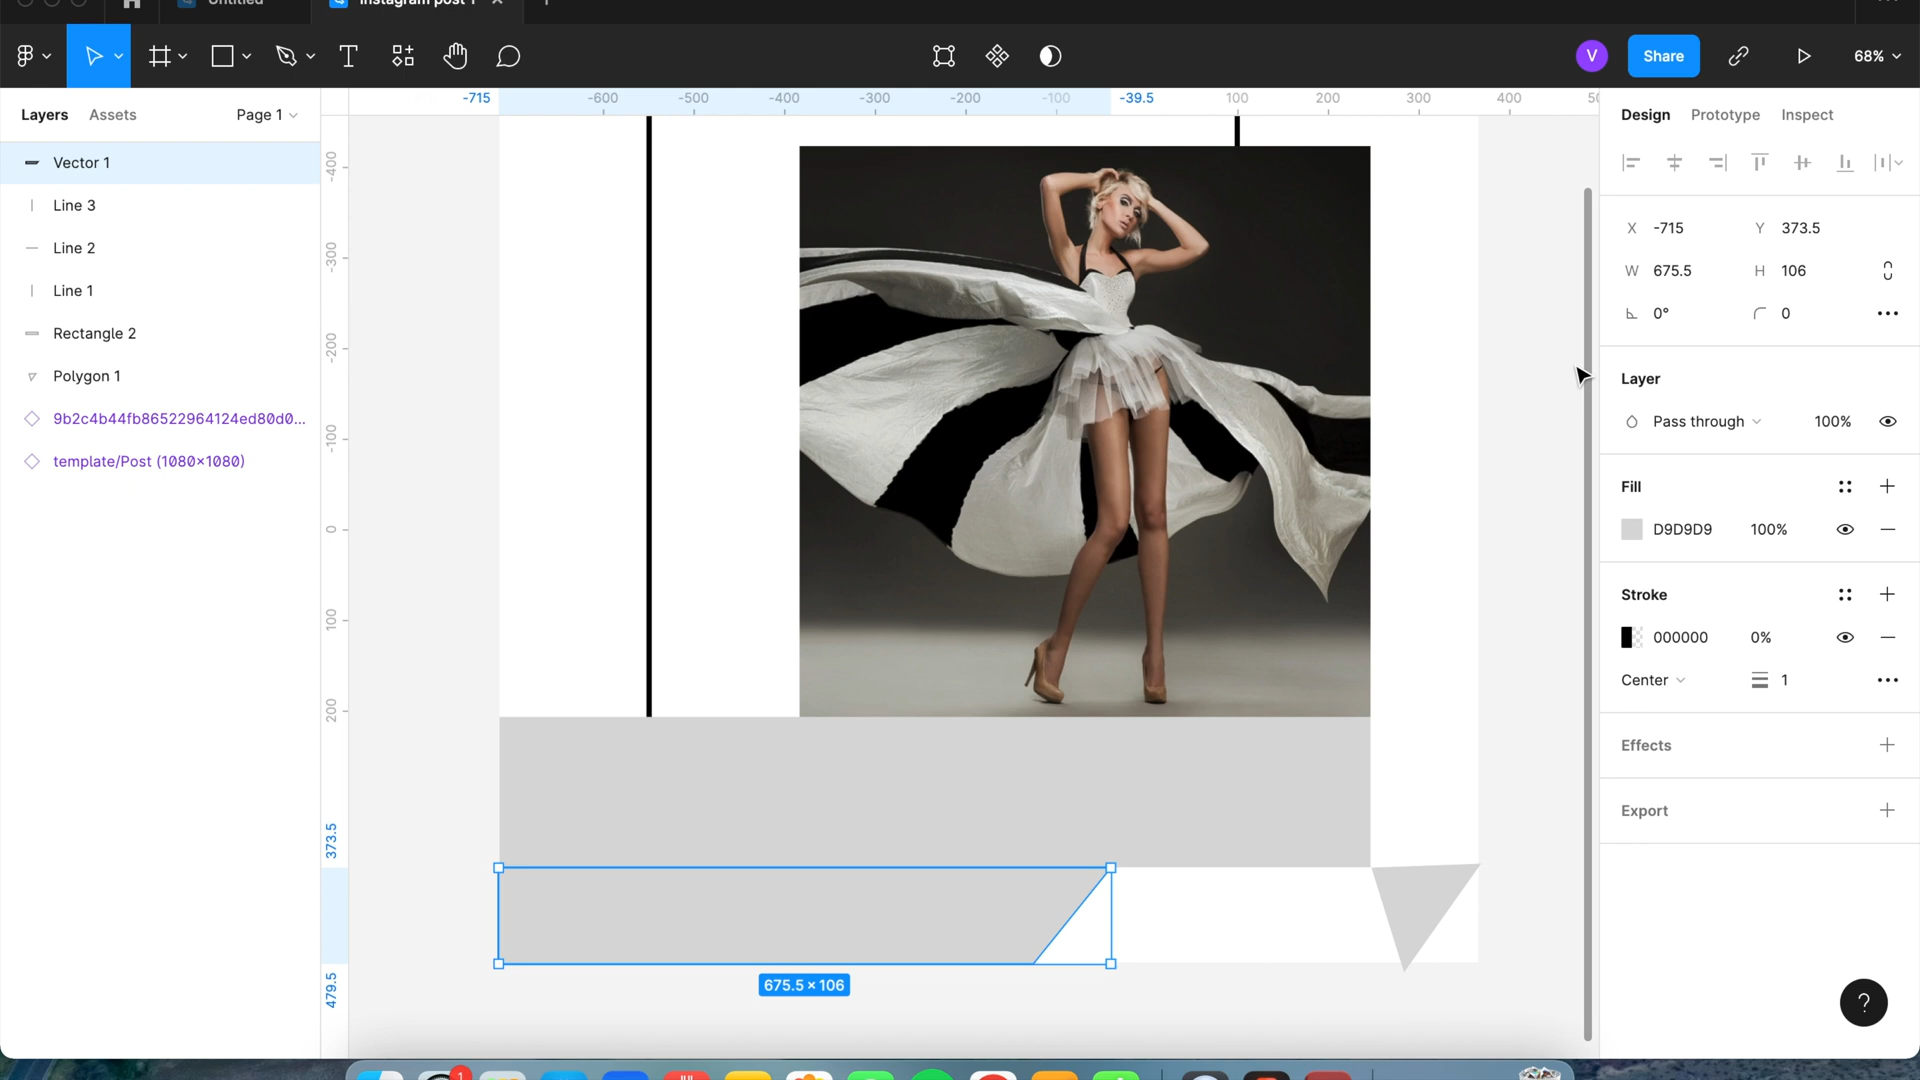 Untitled
Instagram post 1
V
Share
68%
Layers
Assets
Page 1
-715
-600
-500
-400
-300
-200
-100
-39.5
100
200
300
400
Design
Prototype
Inspect
Vector 1
Line 3
Line 2
Line 1
Rectangle 2
Polygon 1
9b2c4b44fb86522964124ed80d0...
template/Post (1080×1080)
-400
-300
-200
-100
0
100
200
373.5
479.5
675.5 × 106
X -715 Y 373.5
W 675.5 H 106
0° 0
Layer
Pass through 100%
Fill
D9D9D9 100%
Stroke
000000 0%
Center 1
Effects
Export
?
1